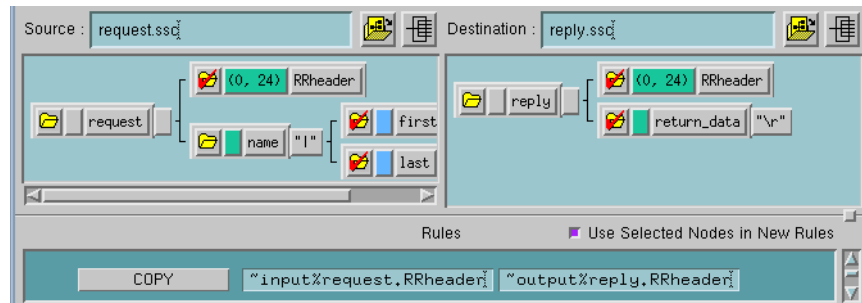 Source : request.ssc Destination : reply.ssc
(0, 24) RRheader
(0, 24) RRheader
request
reply
name "|" first
return_data "\r"
last
Rules Use Selected Nodes in New Rules
COPY "input%request.RRheader "output%reply.RRheader